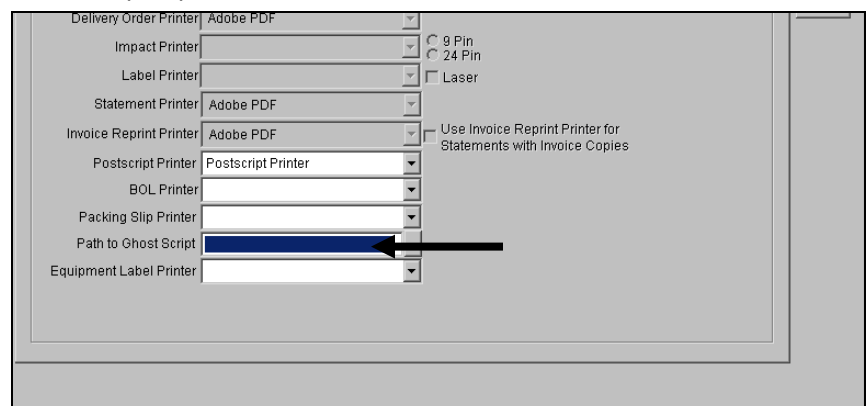 Delivery Order Printer Adobe PDF
Impact Printer 9 Pin
24 Pin
Label Printer Laser
Statement Printer Adobe PDF
Invoice Reprint Printer Adobe PDF Use Invoice Reprint Printer for
Statements with Invoice Copies
Postscript Printer Postscript Printer
BOL Printer
Packing Slip Printer
Path to Ghost Script
Equipment Label Printer